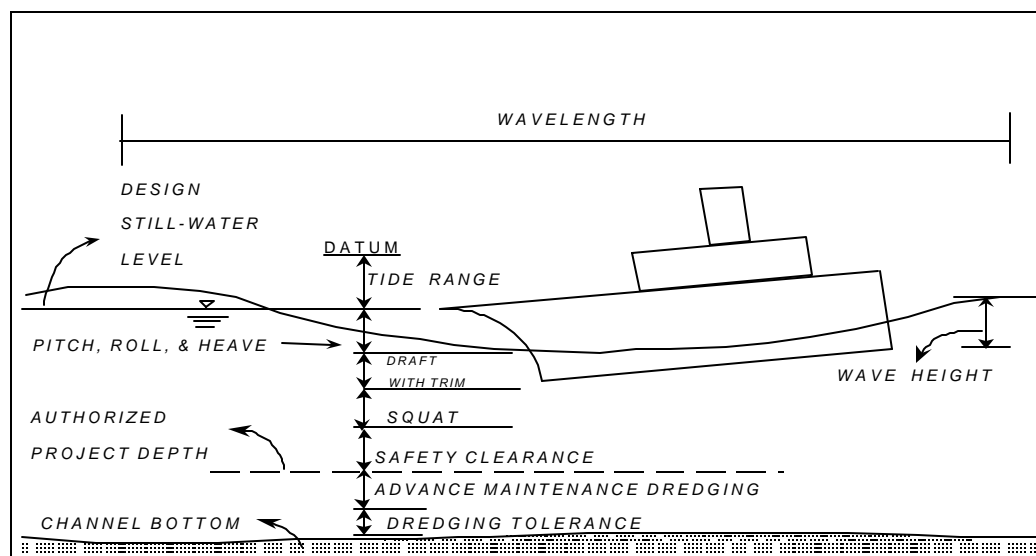 WAVELENGTH
DESIGN
STILL-WATER
LEVEL
DATUM
TIDE RANGE
PITCH, ROLL, & HEAVE
DRAFT
WITH TRIM
WAVE HEIGHT
SQUAT
AUTHORIZED
PROJECT DEPTH
SAFETY CLEARANCE
ADVANCE MAINTENANCE DREDGING
CHANNEL BOTTOM
DREDGING TOLERANCE